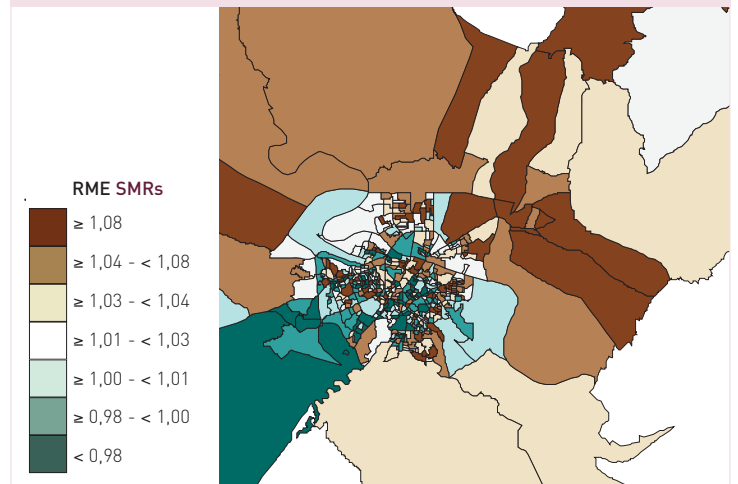 RME SMRs
≥ 1,08
≥ 1,04 - < 1,08
≥ 1,03 - < 1,04
≥ 1,01 - < 1,03
≥ 1,00 - < 1,01
≥ 0,98 - < 1,00
< 0,98